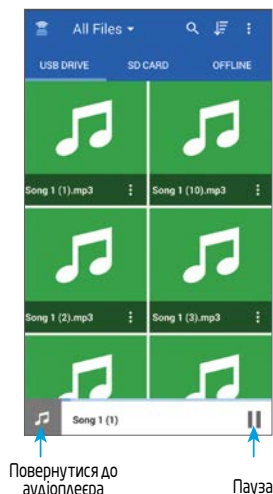 All Files
USB DRIVE SD CARD OFFLINE
Song 1 (1).mp3 Song 1 (10).mp3
Song 1 (2).mp3 Song 1 (3).mp3
Song 1 (1)
Повернутися до
аудіоплеєра
Пауза